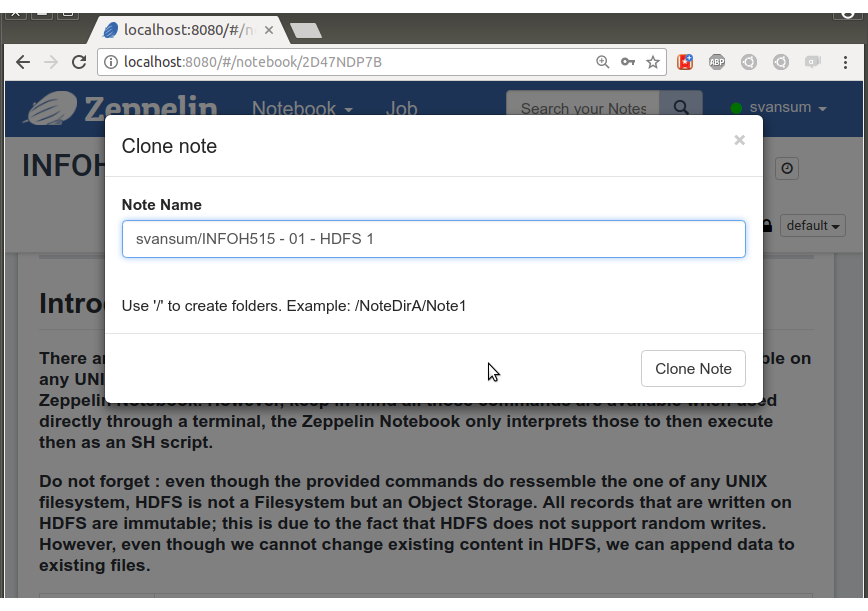 localhost:8080/#/n
localhost:8080/#/notebook/2D47NDP7B
ABP
Zeppelin Notebook Job Search your Notes svansum
INFOH
Clone note
×
default
Note Name
svansum/INFOH515 - 01 - HDFS 1
Use '/' to create folders. Example: /NoteDirA/Note1
Clone Note
There
on
any UNI
Zeppelin Notebook. However, keep in mind all those commands are available when used
directly through a terminal, the Zeppelin Notebook only interprets those to then execute
then as an SH script.
Do not forget : even though the provided commands do ressemble the one of any UNIX
filesystem, HDFS is not a Filesystem but an Object Storage. All records that are written on
HDFS are immutable; this is due to the fact that HDFS does not support random writes.
However, even though we cannot change existing content in HDFS, we can append data to
existing files.